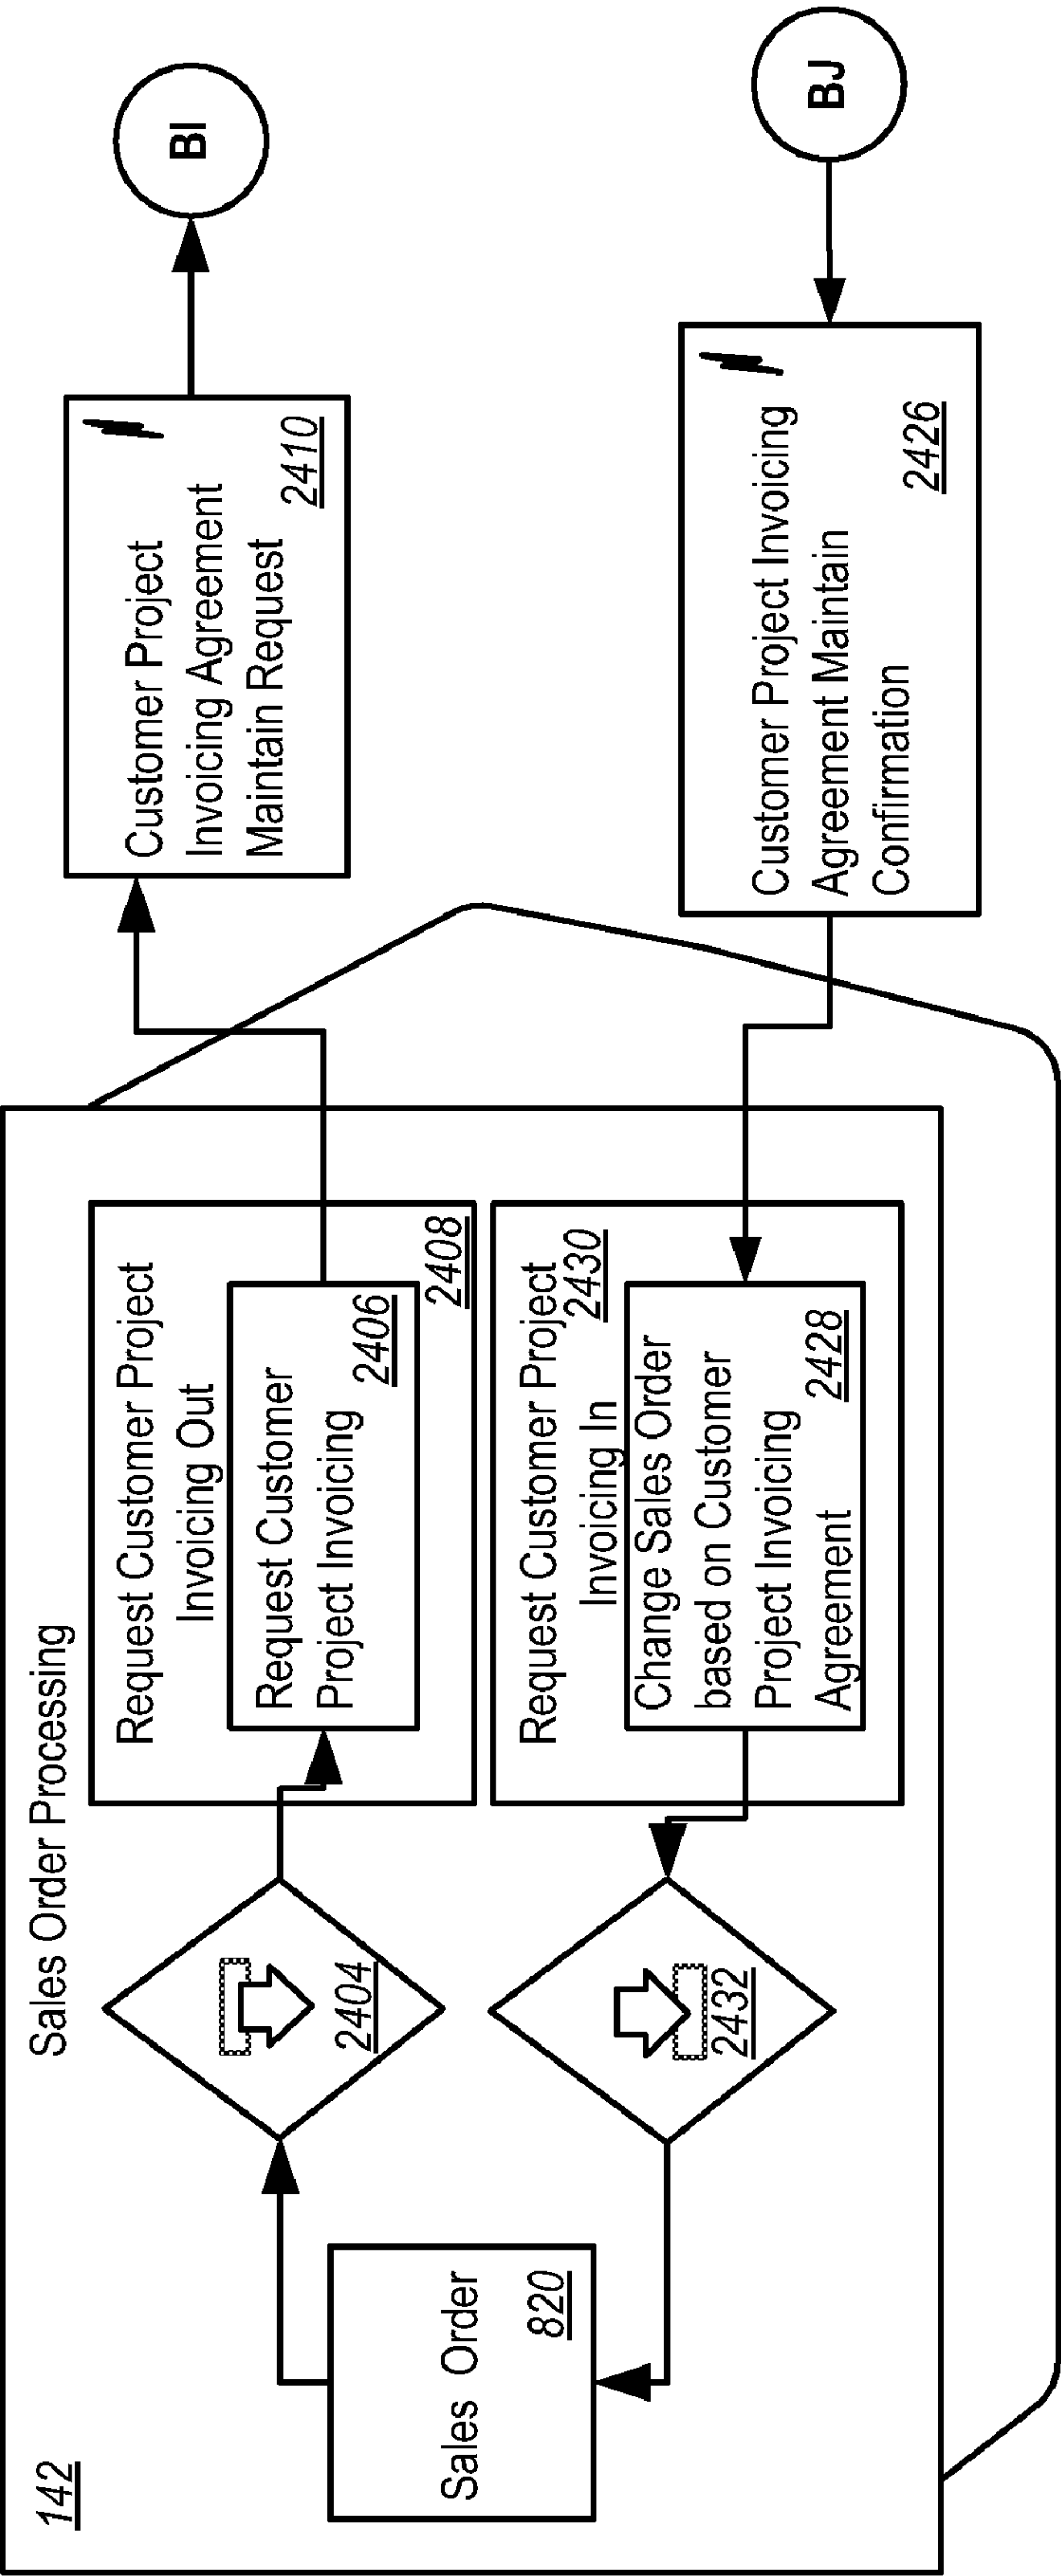 142
Sales Order Processing
Sales Order
820
2404
Request Customer Project
Invoicing Out
Request Customer
Project Invoicing
2406
2408
Customer Project
Invoicing Agreement
Maintain Request
2410
BI
2432
Request Customer Project
Invoicing In
2430
Change Sales Order
based on Customer
Project Invoicing
Agreement
2428
Customer Project Invoicing
Agreement Maintain
Confirmation
2426
BJ